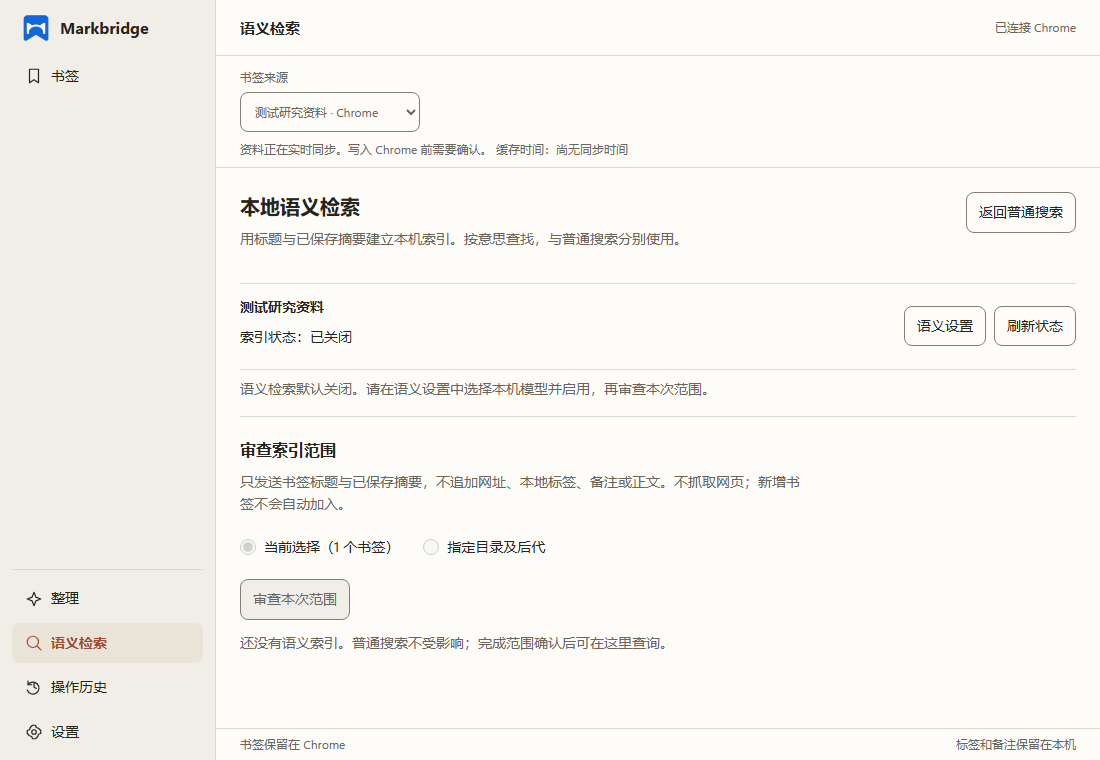 Markbridge
书签
整理
语义检索
操作历史
设置
语义检索
已连接 Chrome
书签来源
测试研究资料 · Chrome
资料正在实时同步。写入 Chrome 前需要确认。 缓存时间：尚无同步时间
本地语义检索
返回普通搜索
用标题与已保存摘要建立本机索引。按意思查找，与普通搜索分别使用。
测试研究资料
索引状态：已关闭
语义设置
刷新状态
语义检索默认关闭。请在语义设置中选择本机模型并启用，再审查本次范围。
审查索引范围
只发送书签标题与已保存摘要，不追加网址、本地标签、备注或正文。不抓取网页；新增书
签不会自动加入。
当前选择（1 个书签）
指定目录及后代
审查本次范围
还没有语义索引。普通搜索不受影响；完成范围确认后可在这里查询。
书签保留在 Chrome
标签和备注保留在本机